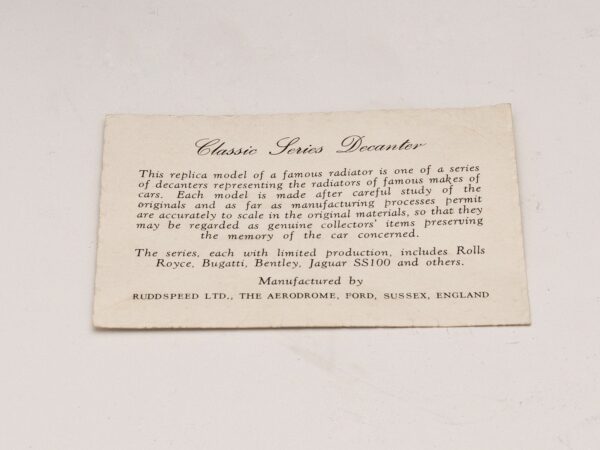 Classic Series Decanter
This replica model of a famous radiator is one of a series
of decanters representing the radiators of famous makes of
cars. Each model is made after careful study of the
originals and as far as manufacturing processes permit
are accurately to scale in the original materials, so that they
may be regarded as genuine collectors' items preserving
the memory of the car concerned.
The series, each with limited production, includes Rolls
Royce, Bugatti, Bentley, Jaguar SS100 and others.
Manufactured by
RUDDSPEED LTD., THE AERODROME, FORD, SUSSEX, ENGLAND